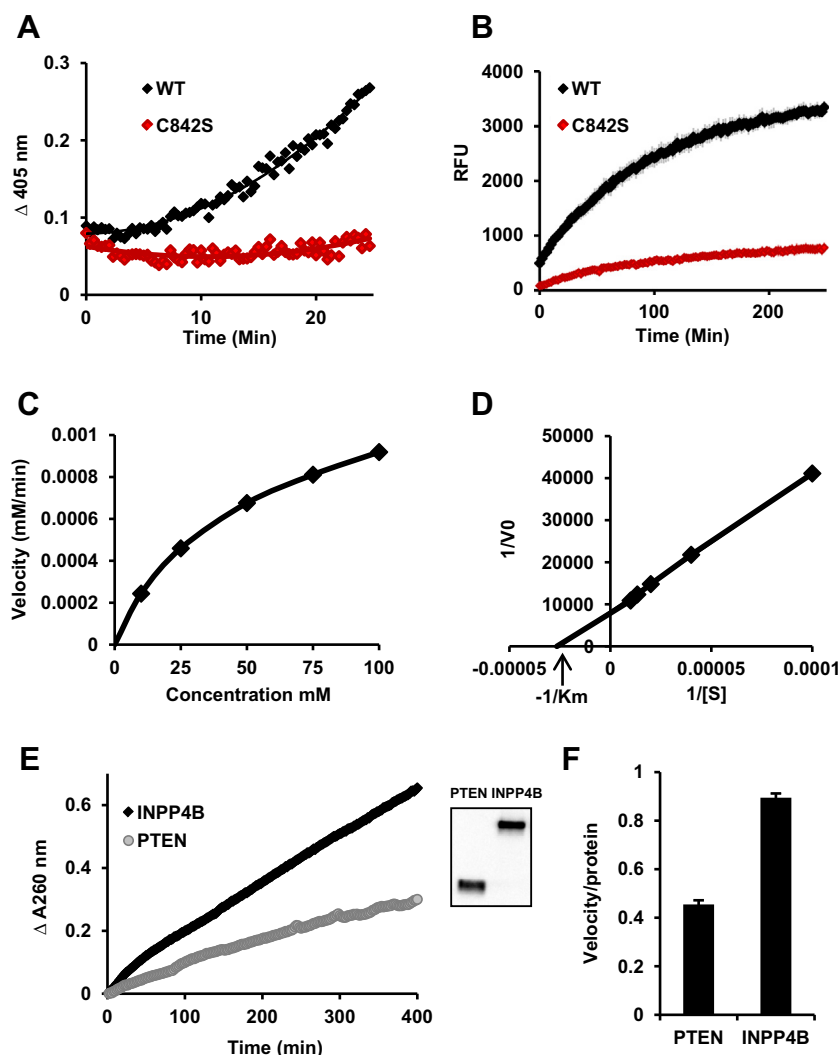 A
0.3
0.2
0.1
0
0
10
20
Δ 405 nm
Time (Min)
WT
C842S
B
4000
3000
2000
1000
0
0
100
200
RFU
Time (Min)
WT
C842S
C
0.001
0.0008
0.0006
0.0004
0.0002
0
0
25
50
75
100
Velocity (mM/min)
Concentration mM
D
50000
40000
30000
20000
10000
0
-0.00005
0
0.00005
0.0001
1/V0
-1/Km
1/[S]
E
0.6
0.4
0.2
0
0
100
200
300
400
Δ A260 nm
Time (min)
INPP4B
PTEN
PTEN INPP4B
F
1
0.8
0.6
0.4
0.2
0
Velocity/protein
PTEN
INPP4B